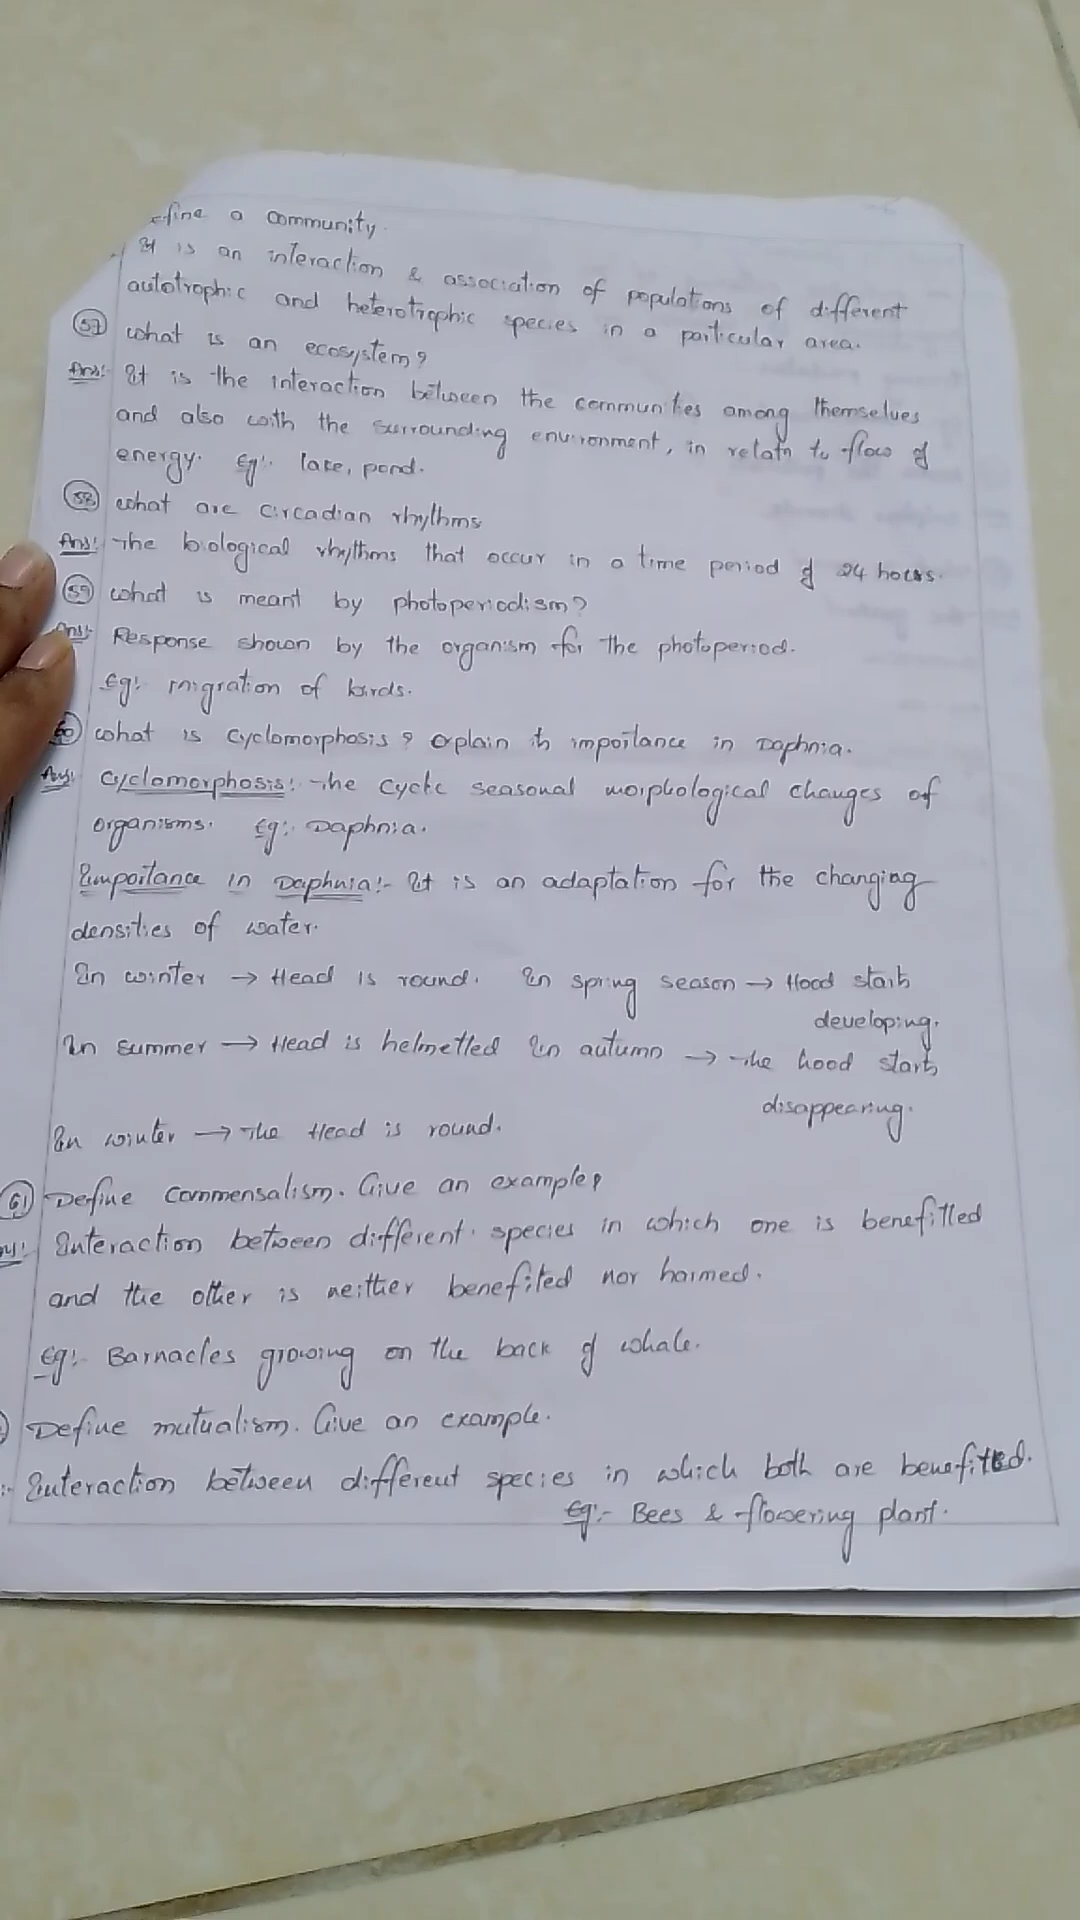 efine a community.
It is an interaction & association of populations of different
autotrophic and heterotrophic species in a particular area.
57 what is an ecosystem?
Ans:- It is the interaction between the communities among themselves
and also with the surrounding environment, in relatn to flow of
energy. Eg:- lake, pond.
58 what are circadian rhythms
Ans:- The biological rhythms that occur in a time period of 24 hours.
59 what is meant by photoperiodism?
Ans:- Response shown by the organism for the photoperiod.
Eg:- migration of birds.
60 what is cyclomorphosis? explain its importance in Daphnia.
Ans: Cyclomorphosis:- The cyclic seasonal morphological changes of
organisms. Eg:- Daphnia.
Importance in Daphnia:- It is an adaptation for the changing
densities of water.
In winter → Head is round. In spring season → Hood starts
developing.
In summer → Head is helmetled In autumn → The hood starts
disappearing.
In winter → The Head is round.
61 Define Commensalism. Give an example?
Interaction between different species in which one is benefitted
and the other is neither benefited nor harmed.
Eg:- Barnacles growing on the back of whale.
Define mutualism. Give an example.
:- Interaction between different species in which both are benefitted.
Eg:- Bees & flowering plant.